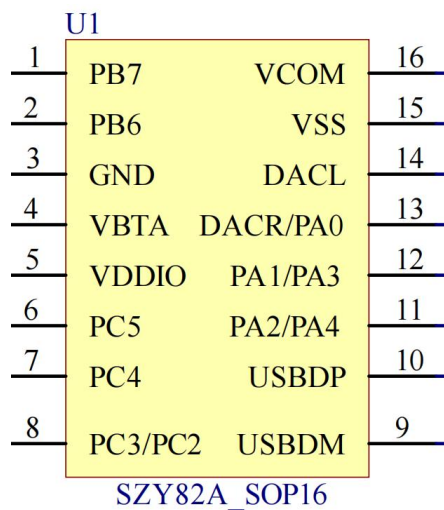 U1
1 PB7 VCOM 16
2 PB6 VSS 15
3 GND DACL 14
4 VBTA DACR/PA0 13
5 VDDIO PA1/PA3 12
6 PC5 PA2/PA4 11
7 PC4 USBDP 10
8 PC3/PC2 USBDM 9
SZY82A_SOP16